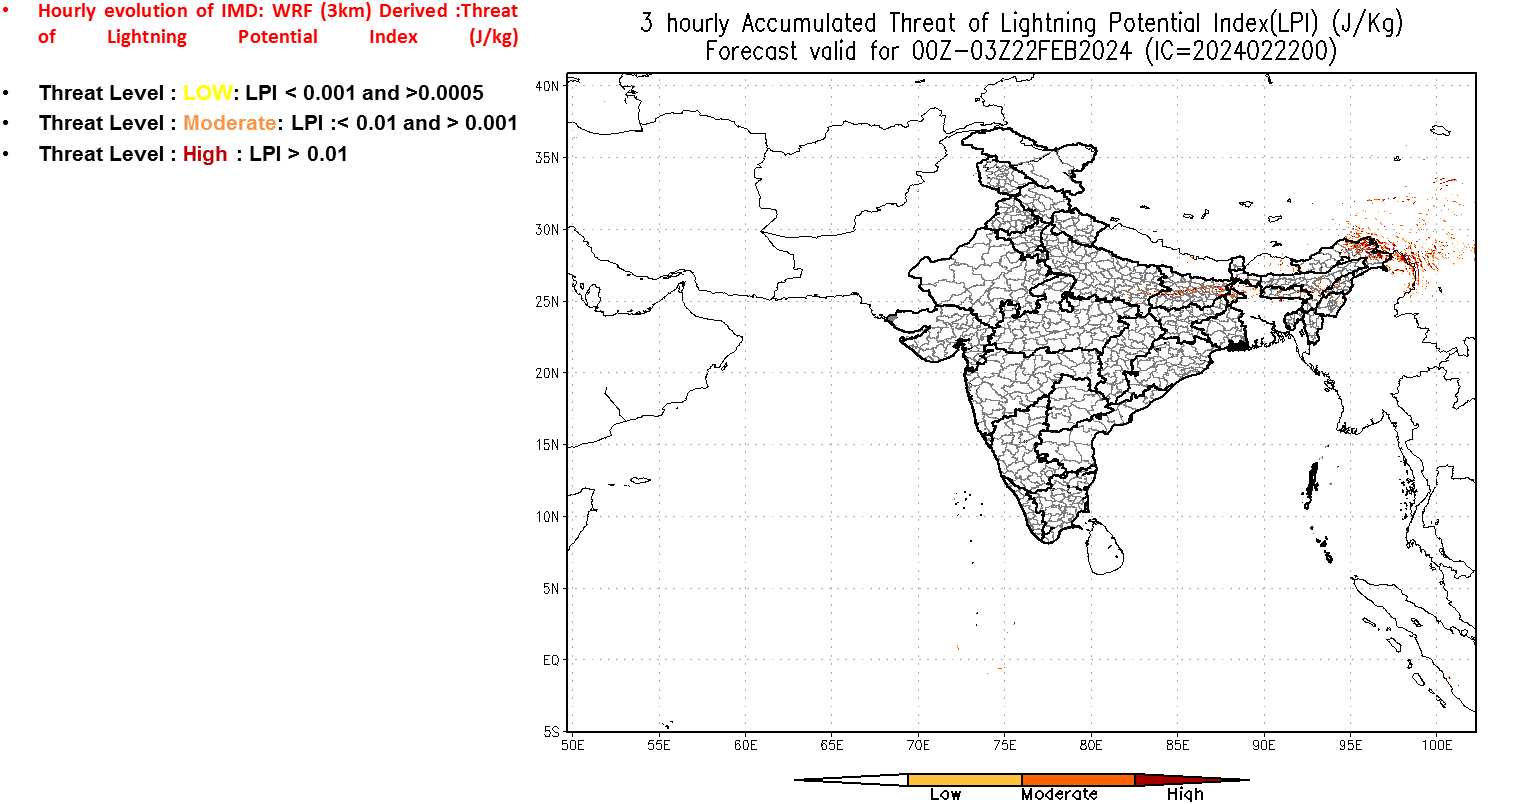 • Hourly evolution of IMD: WRF (3km) Derived :Threat
of Lightning Potential Index (J/kg)
• Threat Level : LOW: LPI < 0.001 and >0.0005
• Threat Level : Moderate: LPI :< 0.01 and > 0.001
• Threat Level : High : LPI > 0.01
3 hourly Accumulated Threat of Lightning Potential Index(LPI) (J/Kg)
Forecast valid for 00Z-03Z22FEB2024 (IC=2024022200)
40N
35N
30N
25N
20N
15N
10N
5N
EQ
5S
50E 55E 60E 65E 70E 75E 80E 85E 90E 95E 100E
Low Moderate High